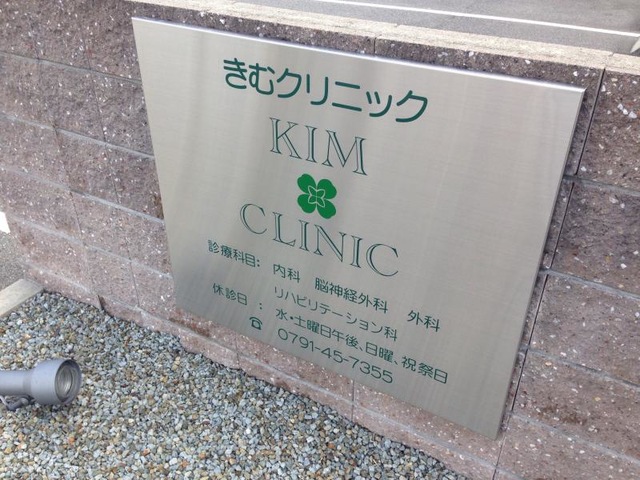 きむクリニック
KIM
CLINIC
診療科目： 内科 脳神経外科 外科
リハビリテーション科
休診日： 水・土曜日午後、日曜、祝祭日
☎ 0791-45-7355